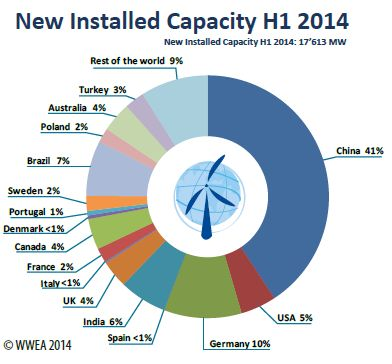 New Installed Capacity H1 2014
New Installed Capacity H1 2014: 17'613 MW
Rest of the world 9%
Turkey 3%
Australia 4%
Poland 2%
Brazil 7%
Sweden 2%
Portugal 1%
Denmark <1%
Canada 4%
France 2%
Italy <1%
UK 4%
India 6%
Spain <1%
Germany 10%
USA 5%
China 41%
© WWEA 2014